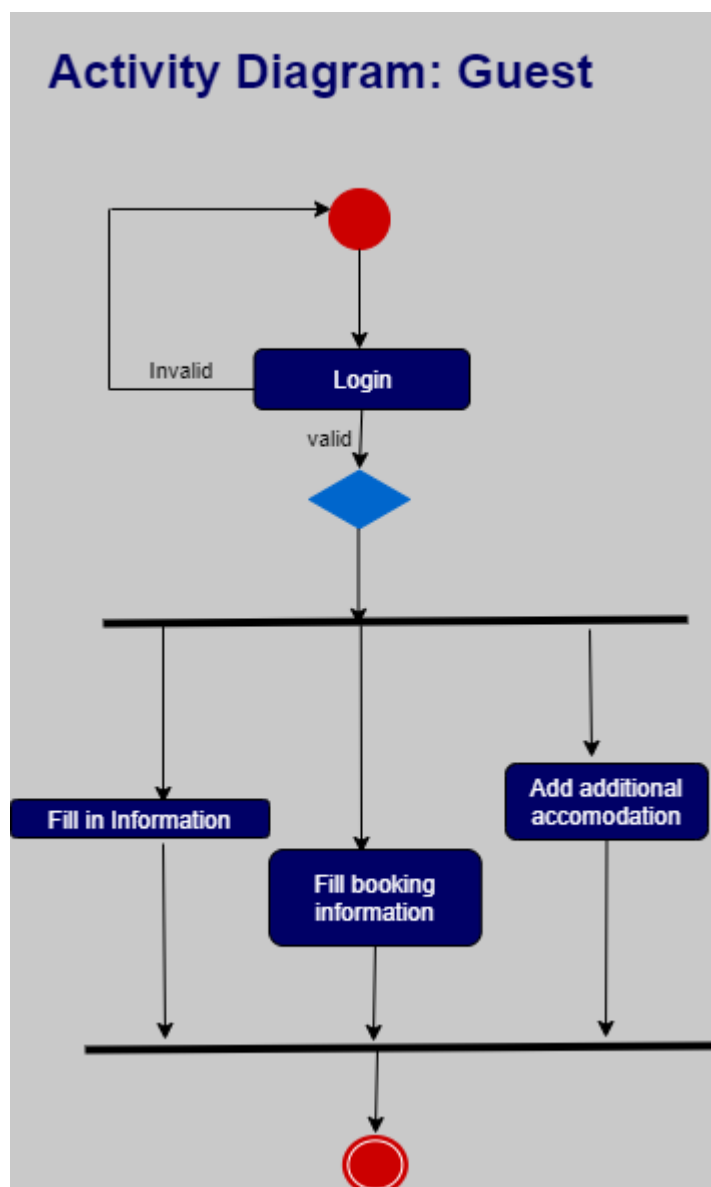 Activity Diagram: Guest
Invalid
Login
valid
Add additional
accomodation
Fill in Information
Fill booking
information